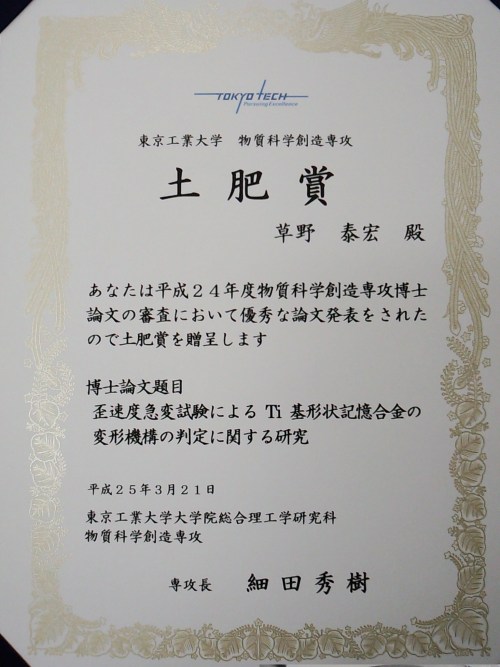 TOKYO TECH
Pursuing Excellence
東京工業大学　物質科学創造専攻
土肥賞
草野　泰宏　殿
あなたは平成２４年度物質科学創造専攻博士
論文の審査において優秀な論文発表をされた
ので土肥賞を贈呈します
博士論文題目
歪速度急変試験による Ti 基形状記憶合金の
変形機構の判定に関する研究
平成２５年３月２１日
東京工業大学大学院総合理工学研究科
物質科学創造専攻
専攻長　細田秀樹